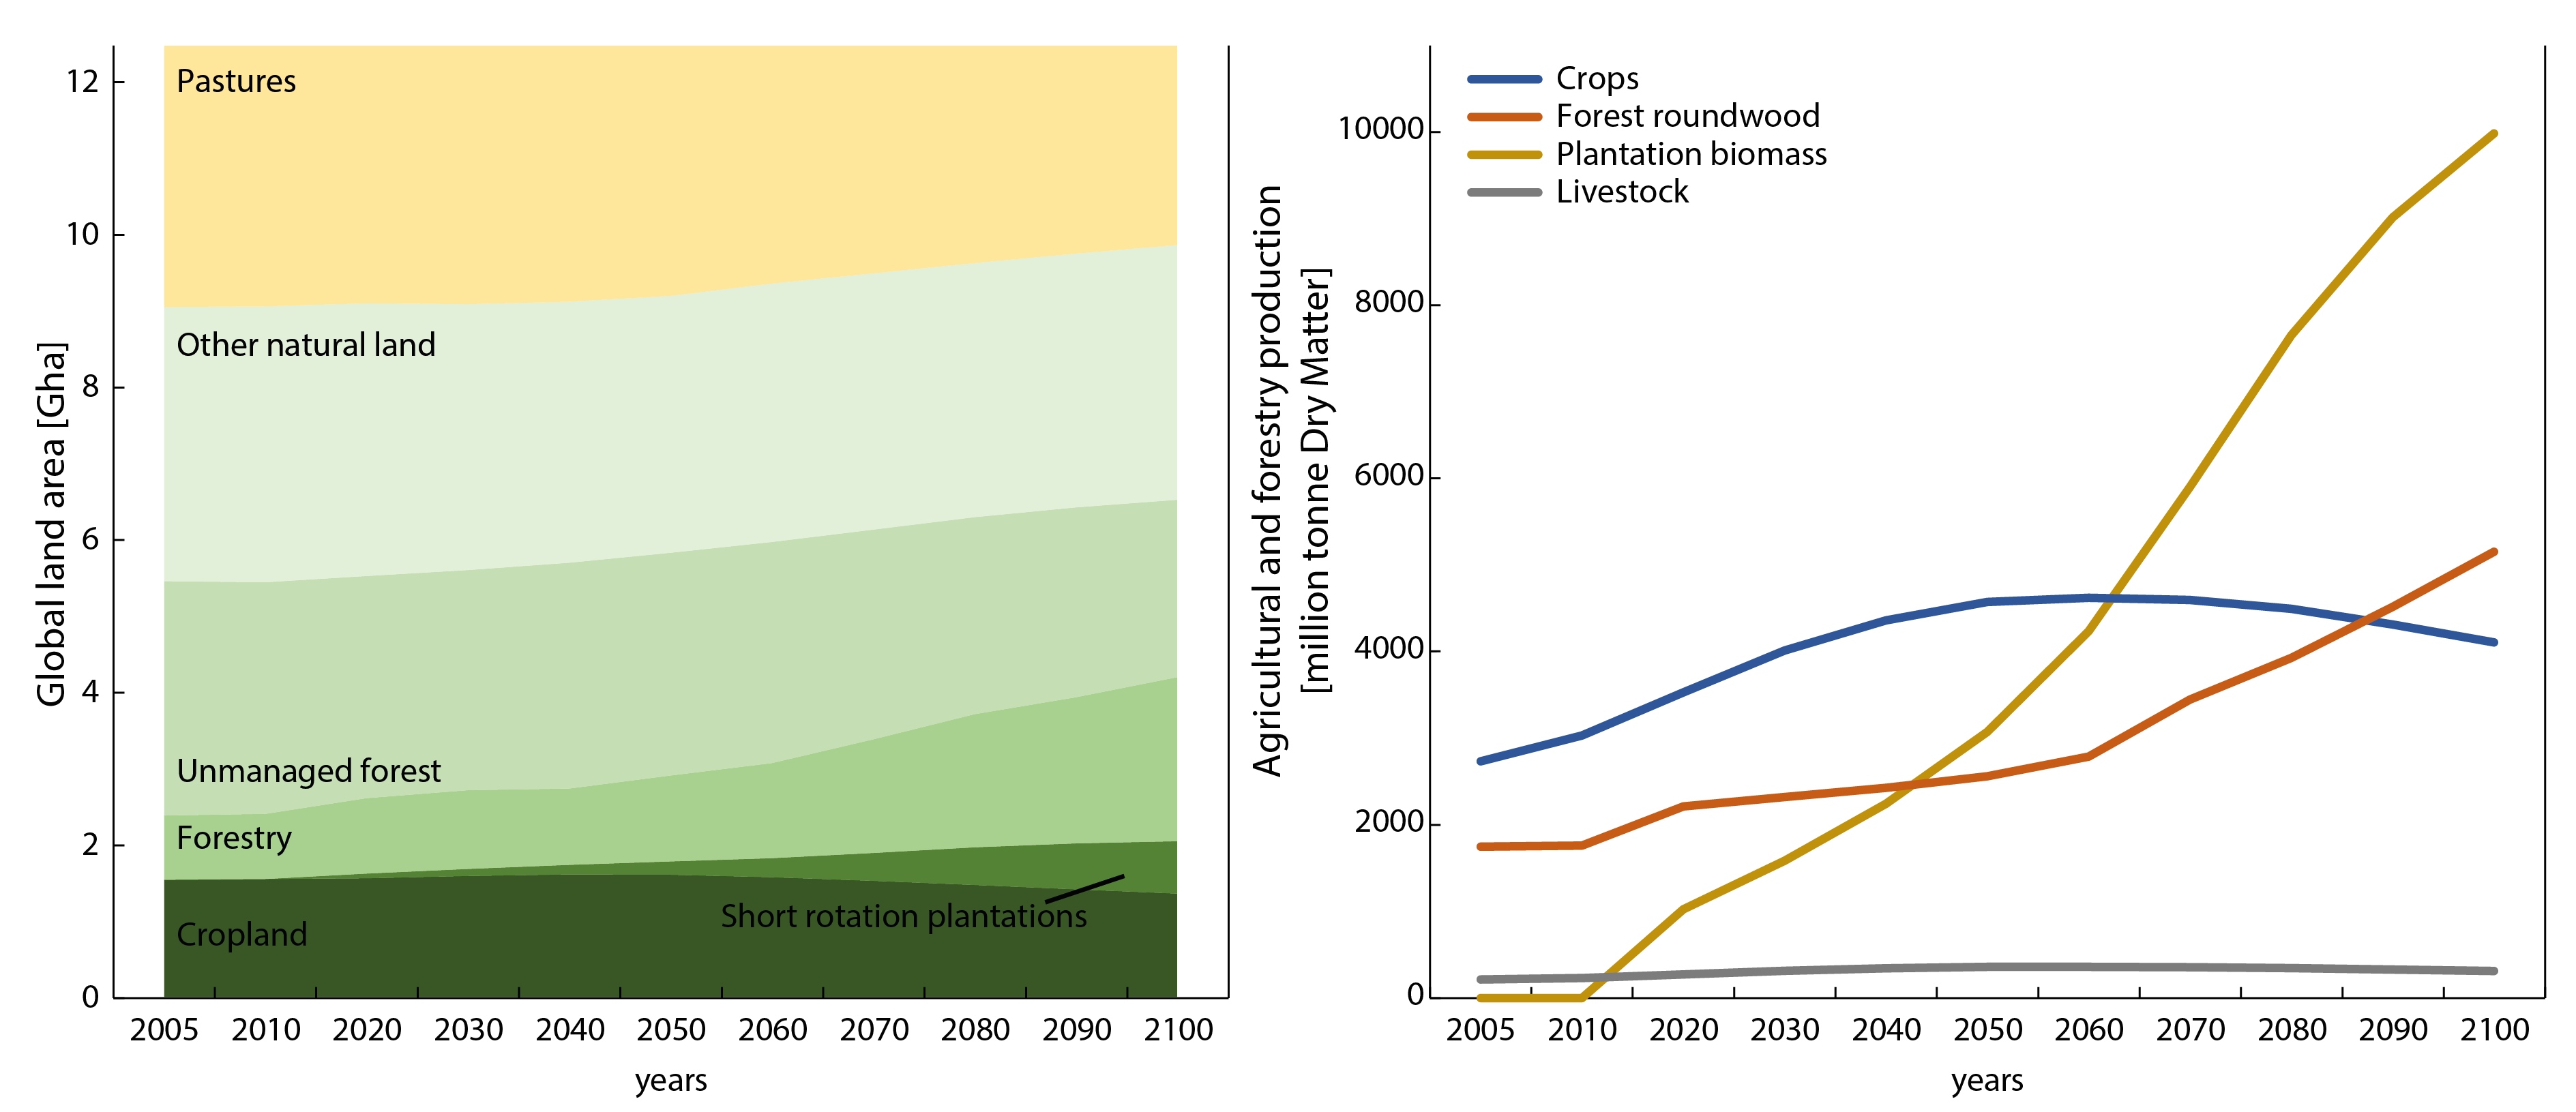 Global land area [Gha]
12
10
8
6
4
2
0
Pastures
Other natural land
Unmanaged forest
Forestry
Cropland
Short rotation plantations
2005 2010 2020 2030 2040 2050 2060 2070 2080 2090 2100
years
Agricultural and forestry production
[million tonne Dry Matter]
10000
8000
6000
4000
2000
0
Crops
Forest roundwood
Plantation biomass
Livestock
2005 2010 2020 2030 2040 2050 2060 2070 2080 2090 2100
years